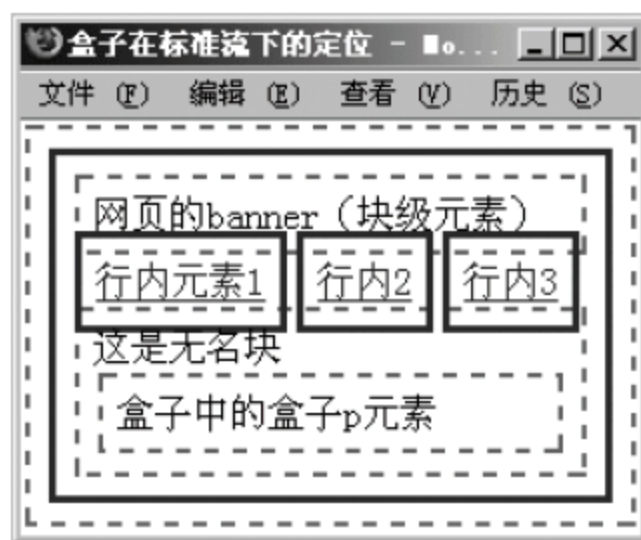 盒子在标准流下的定位 - ■o...
文件 (F) 编辑 (E) 查看 (V) 历史 (S)
网页的banner（块级元素）
行内元素1 行内2 行内3
这是无名块
盒子中的盒子p元素